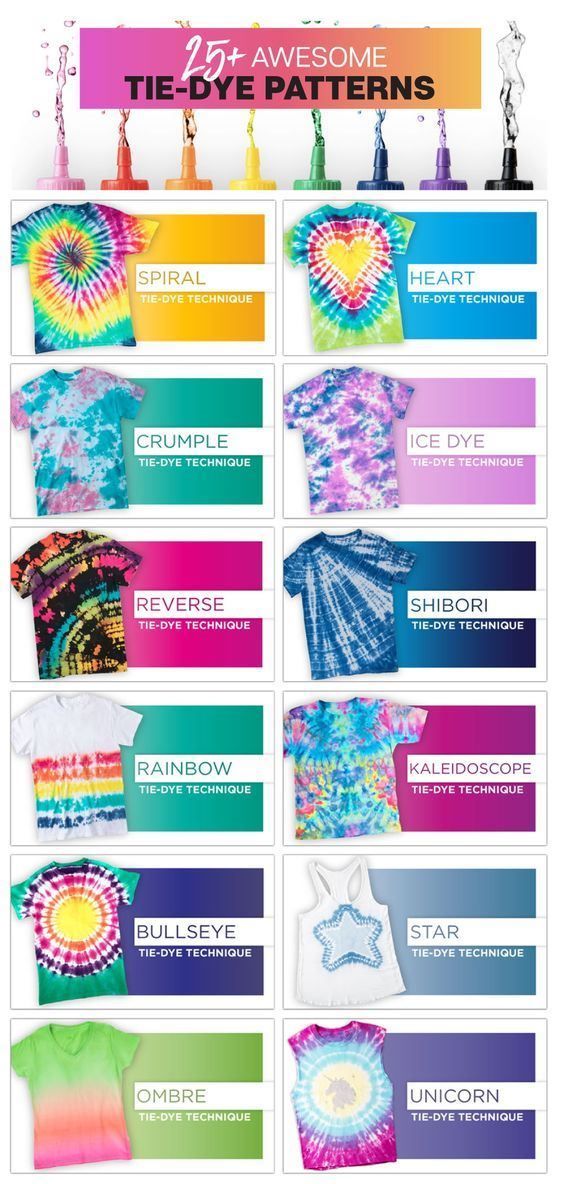 25+ AWESOME
TIE-DYE PATTERNS
SPIRAL
TIE-DYE TECHNIQUE
HEART
TIE-DYE TECHNIQUE
CRUMPLE
TIE-DYE TECHNIQUE
ICE DYE
TIE-DYE TECHNIQUE
REVERSE
TIE-DYE TECHNIQUE
SHIBORI
TIE-DYE TECHNIQUE
RAINBOW
TIE-DYE TECHNIQUE
KALEIDOSCOPE
TIE-DYE TECHNIQUE
BULLSEYE
TIE-DYE TECHNIQUE
STAR
TIE-DYE TECHNIQUE
OMBRE
TIE-DYE TECHNIQUE
UNICORN
TIE-DYE TECHNIQUE